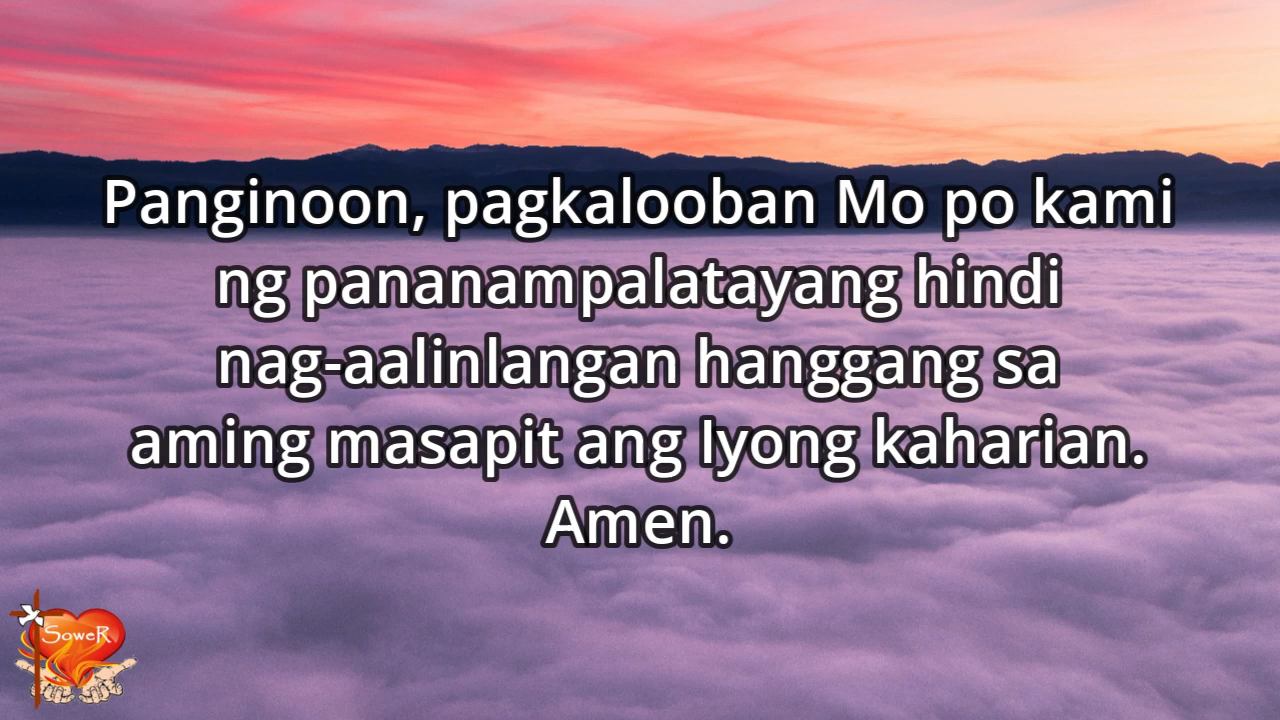 Panginoon, pagkalooban Mo po kami
ng pananampalatayang hindi
nag-aalinlangan hanggang sa
aming masapit ang Iyong kaharian.
Amen.
SoweR